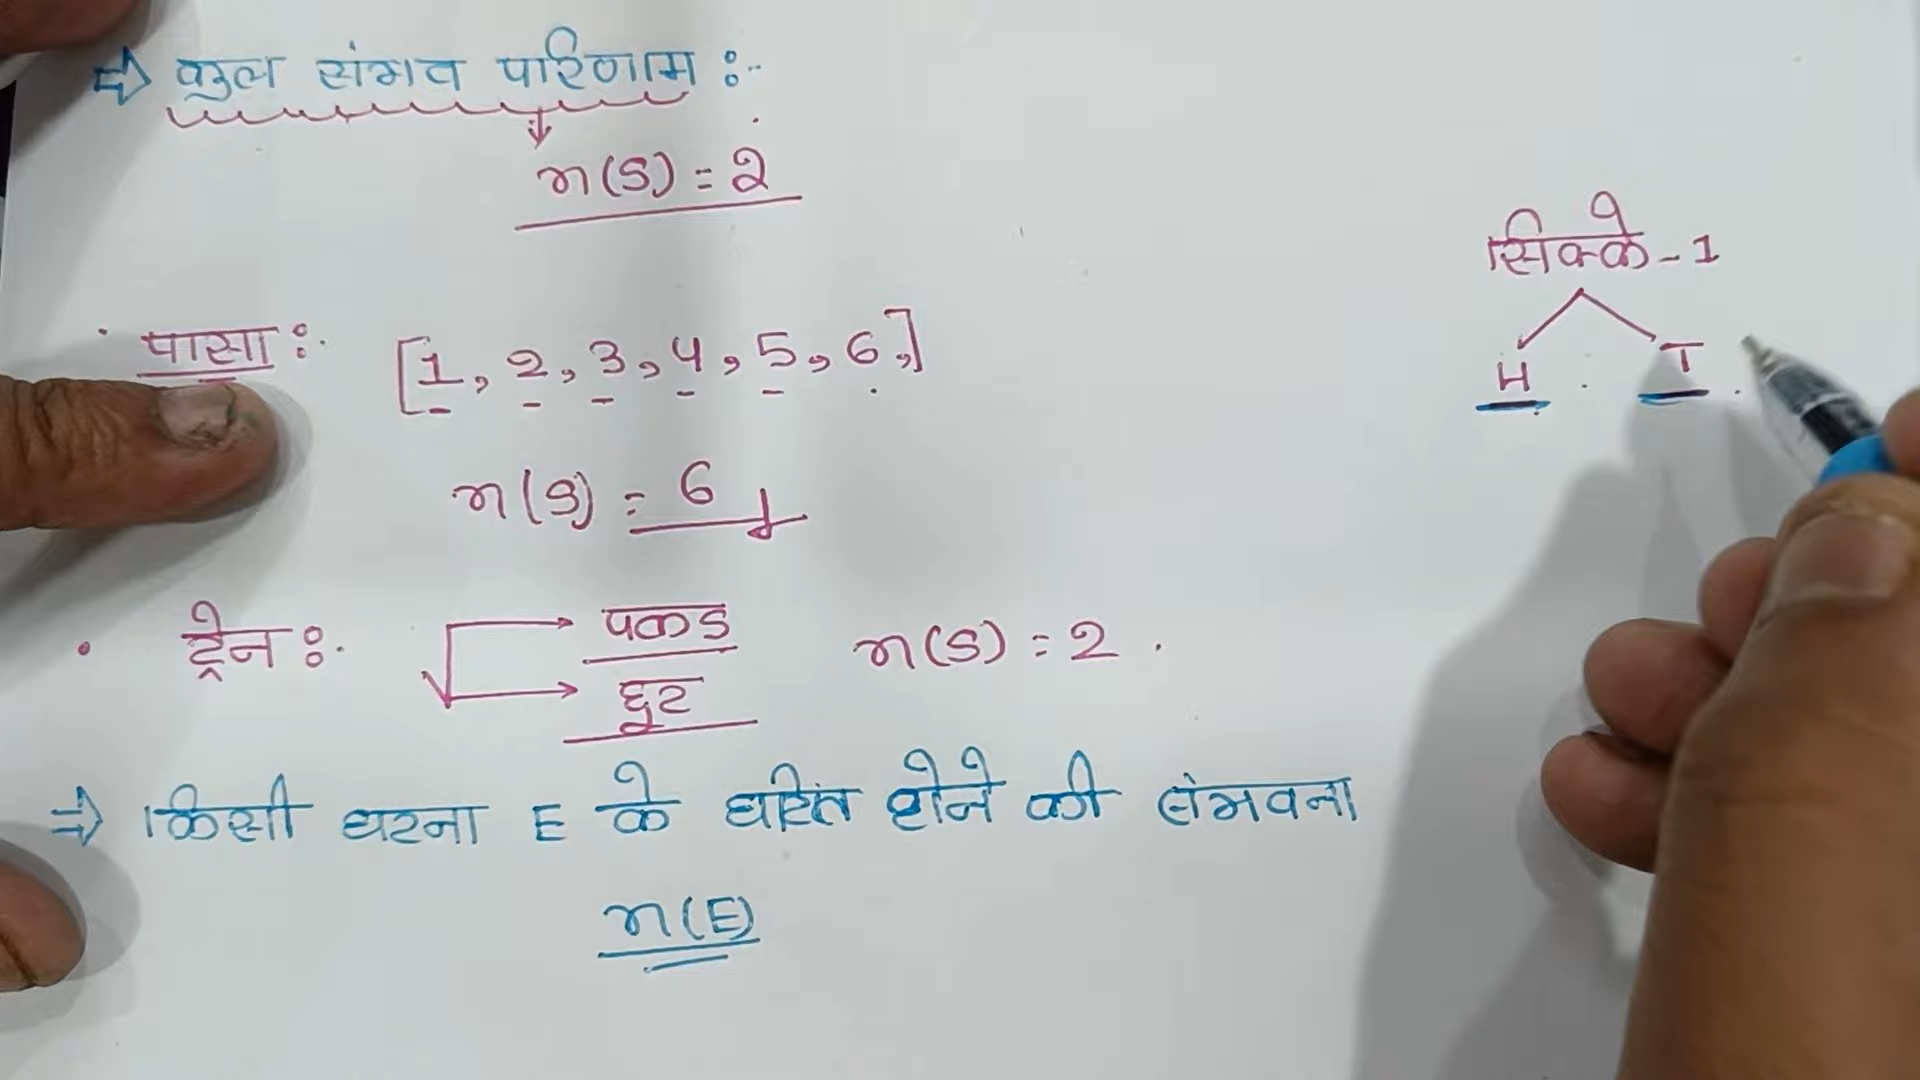 ⇒ कुल संभव परिणाम :-
n(S) = 2
सिक्के - 1
H T
पासा :- [1, 2, 3, 4, 5, 6,]
n(S) = 6
• ट्रेन :- पकड n(S) = 2 .
छूट
⇒ किसी घटना E के घटित होने की संभवना
n(E)